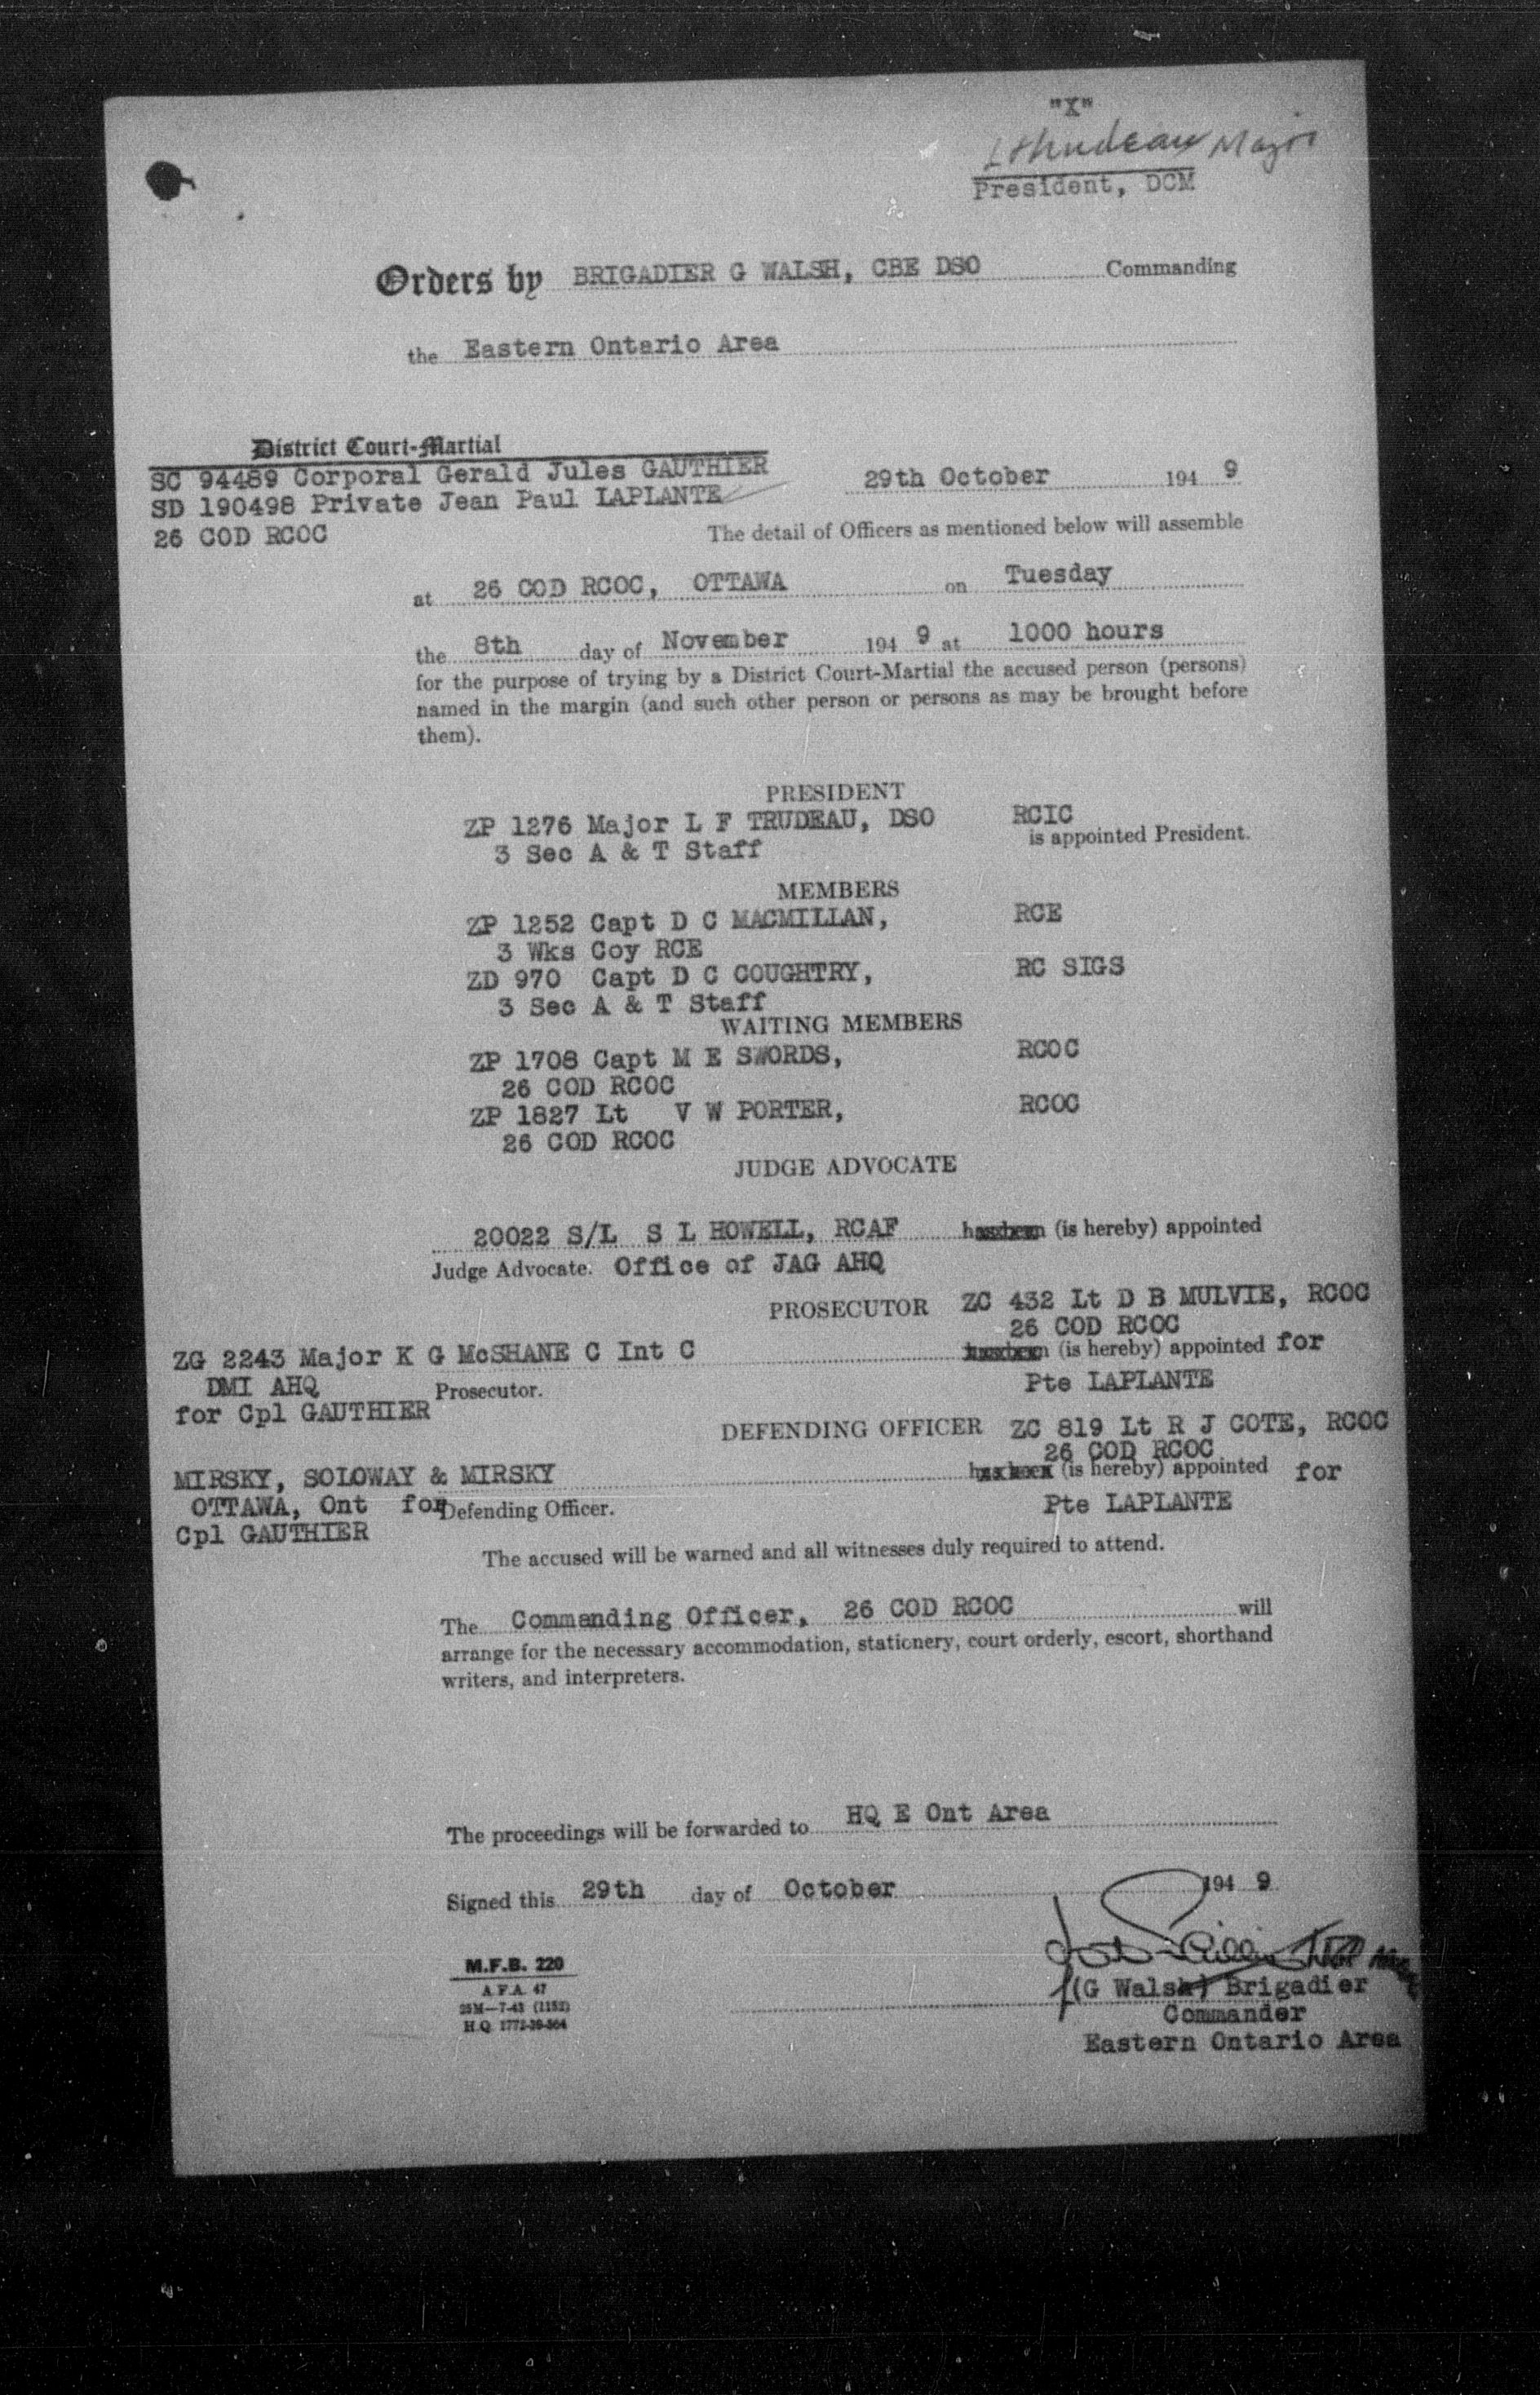 "X"
Major
President, DCM
Orders by BRIGADIER G WALSH, CBE DSO Commanding
the Eastern Ontario Area
District Court-Martial
SC 94489 Corporal Gerald Jules GAUTHIER
SD 190498 Private Jean Paul LAPLANTE
29th October 1949
26 COD RCOC
The detail of Officers as mentioned below will assemble
at 26 COD RCOC, OTTAWA on Tuesday
the 8th day of November 1949 at 1000 hours
for the purpose of trying by a District Court-Martial the accused person (persons)
named in the margin (and such other person or persons as may be brought before
them).
PRESIDENT
ZP 1276 Major L F TRUDEAU, DSO RCIC
3 Sec A & T Staff is appointed President.
MEMBERS
ZP 1252 Capt D C MACMILLAN, RCE
3 Wks Coy RCE
ZD 970 Capt D C COUGHTRY, RC SIGS
3 Sec A & T Staff
WAITING MEMBERS
ZP 1708 Capt M E SWORDS, RCOC
26 COD RCOC
ZP 1827 Lt V W PORTER, RCOC
26 COD RCOC
JUDGE ADVOCATE
20022 S/L S L HOWELL, RCAF (is hereby) appointed
Judge Advocate. Office of JAG AHQ
PROSECUTOR ZC 432 Lt D B MULVIE, RCOC
26 COD RCOC
ZG 2243 Major K G McSHANE C Int C (is hereby) appointed for
DMI AHQ Prosecutor. Pte LAPLANTE
for Cpl GAUTHIER
DEFENDING OFFICER ZC 819 Lt R J COTE, RCOC
26 COD RCOC
MIRSKY, SOLOWAY & MIRSKY (is hereby) appointed for
OTTAWA, Ont for Defending Officer. Pte LAPLANTE
Cpl GAUTHIER
The accused will be warned and all witnesses duly required to attend.
The Commanding Officer, 26 COD RCOC will
arrange for the necessary accommodation, stationery, court orderly, escort, shorthand
writers, and interpreters.
The proceedings will be forwarded to HQ E Ont Area
Signed this 29th day of October 1949
M.F.B. 220
A.F.A. 47
25M—7-43 (1152)
H.Q. 1772-39-564
(G Walsh) Brigadier
Commander
Eastern Ontario Area